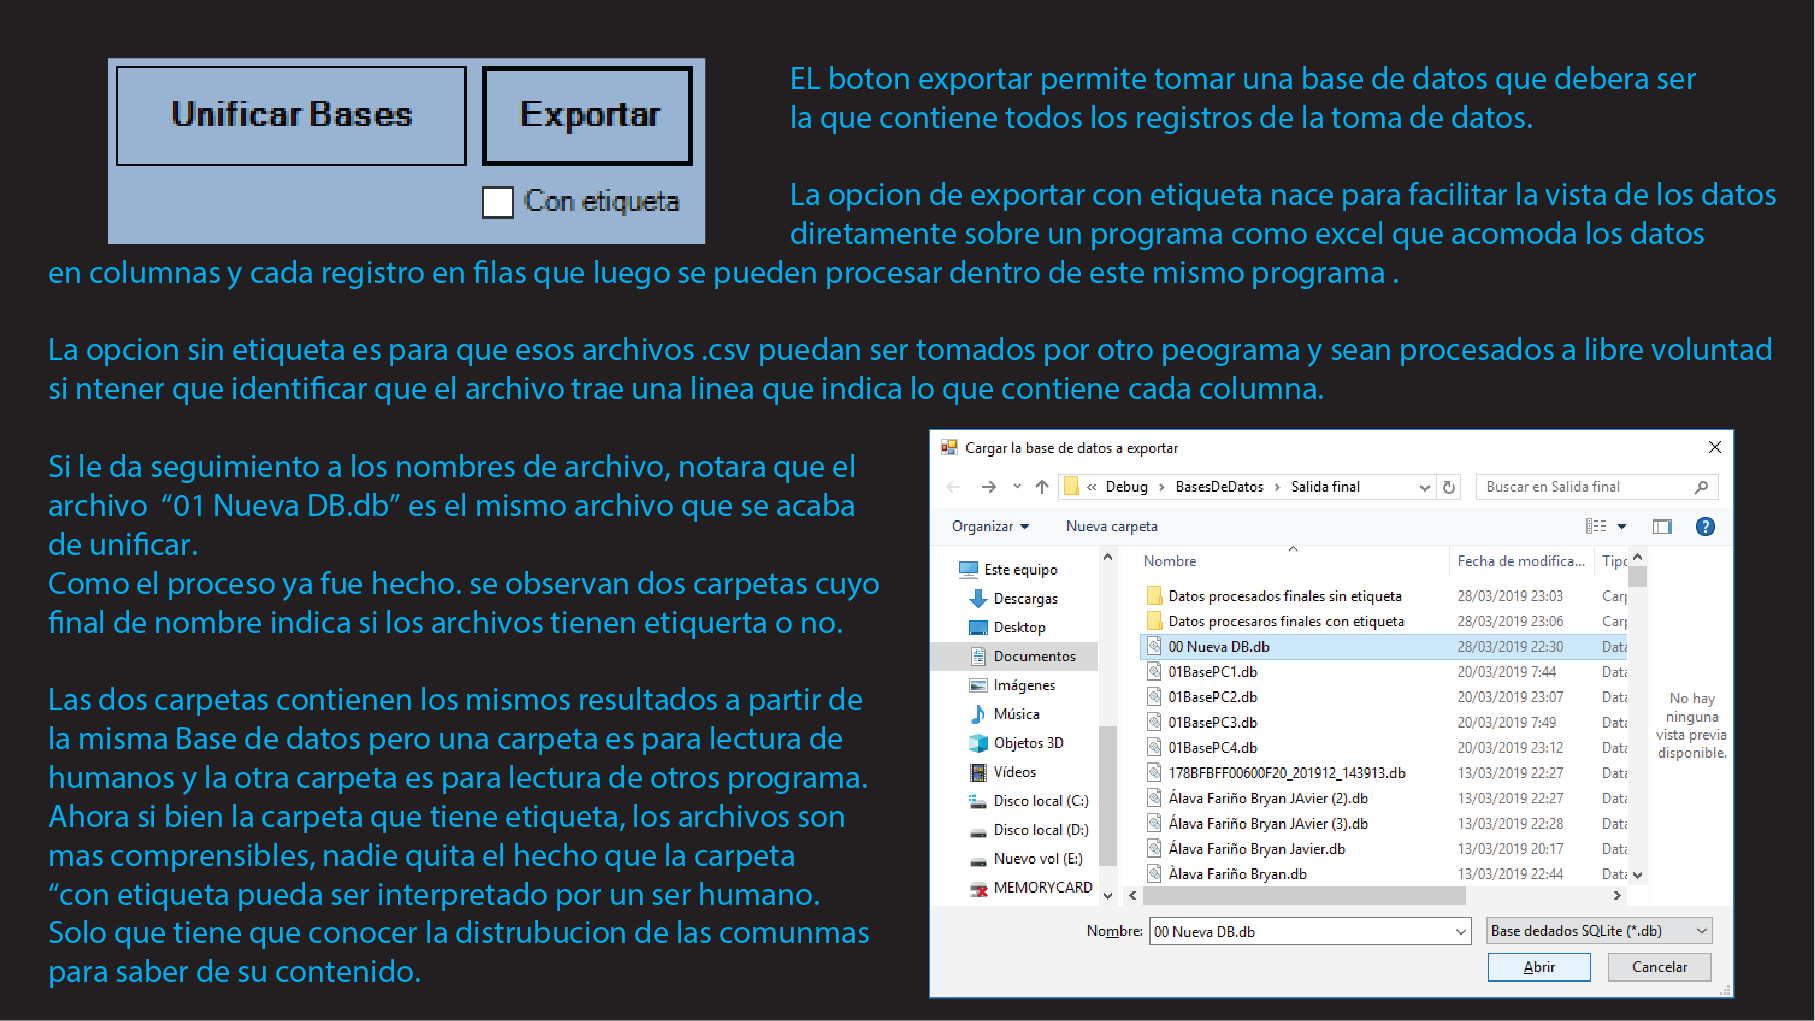 Unificar Bases
Exportar
Con etiqueta
EL boton exportar permite tomar una base de datos que debera ser
la que contiene todos los registros de la toma de datos.
La opcion de exportar con etiqueta nace para facilitar la vista de los datos
diretamente sobre un programa como excel que acomoda los datos
en columnas y cada registro en filas que luego se pueden procesar dentro de este mismo programa .
La opcion sin etiqueta es para que esos archivos .csv puedan ser tomados por otro peograma y sean procesados a libre voluntad
si ntener que identificar que el archivo trae una linea que indica lo que contiene cada columna.
Si le da seguimiento a los nombres de archivo, notara que el
archivo “01 Nueva DB.db” es el mismo archivo que se acaba
de unificar.
Como el proceso ya fue hecho. se observan dos carpetas cuyo
final de nombre indica si los archivos tienen etiquerta o no.
Las dos carpetas contienen los mismos resultados a partir de
la misma Base de datos pero una carpeta es para lectura de
humanos y la otra carpeta es para lectura de otros programa.
Ahora si bien la carpeta que tiene etiqueta, los archivos son
mas comprensibles, nadie quita el hecho que la carpeta
“con etiqueta pueda ser interpretado por un ser humano.
Solo que tiene que conocer la distrubucion de las comunmas
para saber de su contenido.
Cargar la base de datos a exportar
« Debug > BasesDeDatos > Salida final
Buscar en Salida final
Organizar
Nueva carpeta
Este equipo
Descargas
Desktop
Documentos
Imágenes
Música
Objetos 3D
Vídeos
Disco local (C:)
Disco local (D:)
Nuevo vol (E:)
MEMORYCARD
Nombre Fecha de modifica... Tipo
Datos procesados finales sin etiqueta 28/03/2019 23:03 Carp
Datos procesaros finales con etiqueta 28/03/2019 23:06 Carp
00 Nueva DB.db 28/03/2019 22:30 Data
01BasePC1.db 20/03/2019 7:44 Data
01BasePC2.db 20/03/2019 23:07 Data
01BasePC3.db 20/03/2019 7:49 Data
01BasePC4.db 20/03/2019 23:12 Data
178BFBFF00600F20_201912_143913.db 13/03/2019 22:27 Data
Álava Fariño Bryan JAvier (2).db 13/03/2019 22:27 Data
Álava Fariño Bryan JAvier (3).db 13/03/2019 22:28 Data
Álava Fariño Bryan Javier.db 13/03/2019 20:17 Data
Àlava Fariño Bryan.db 13/03/2019 22:44 Data
No hay
ninguna
vista previa
disponible.
Nombre: 00 Nueva DB.db
Base dedados SQLite (*.db)
Abrir
Cancelar